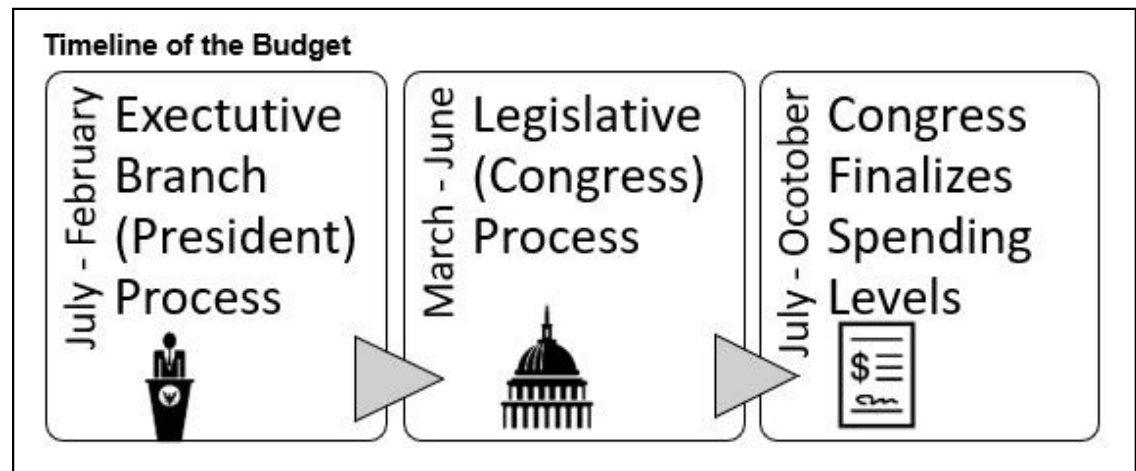 Timeline of the Budget
July - February
Exectutive
Branch
(President)
Process
March - June
Legislative
(Congress)
Process
July - Ocotober
Congress
Finalizes
Spending
Levels
$